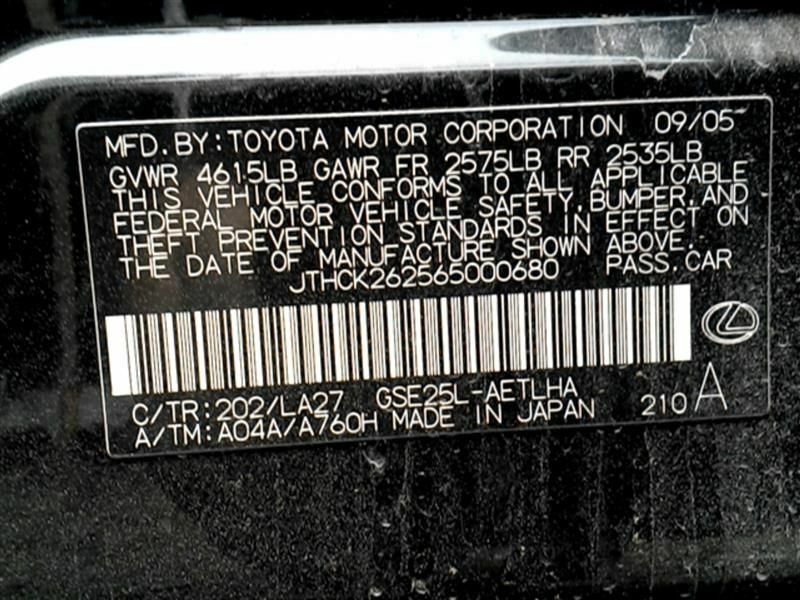 MFD. BY: TOYOTA MOTOR CORPORATION 09/05
GVWR 4615LB GAWR FR 2575LB RR 2535LB
THIS VEHICLE CONFORMS TO ALL APPLICABLE
FEDERAL MOTOR VEHICLE SAFETY, BUMPER, AND
THEFT PREVENTION STANDARDS IN EFFECT ON
THE DATE OF MANUFACTURE SHOWN ABOVE.
JTHCK262565000680 PASS. CAR
C/TR: 202/LA27 GSE25L-AETLHA
A/TM: A04A/A760H MADE IN JAPAN 210 A